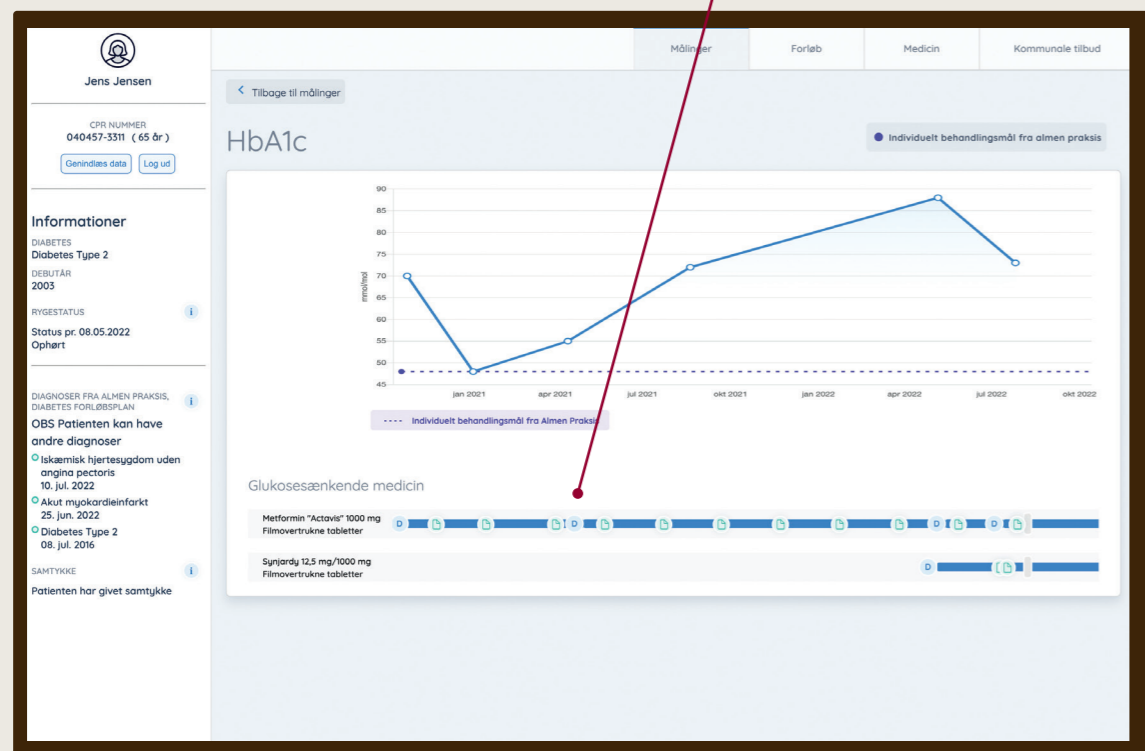 Jens Jensen
CPR NUMMER
040457-3311 ( 65 år )
Genindlæs data
Log ud
Informationer
DIABETES
Diabetes Type 2
DEBUTÅR
2003
RYGESTATUS
i
Status pr. 08.05.2022
Ophørt
DIAGNOSER FRA ALMEN PRAKSIS,
DIABETES FORLØBSPLAN
i
OBS Patienten kan have
andre diagnoser
Iskæmisk hjertesygdom uden
angina pectoris
10. jul. 2022
Akut myokardieinfarkt
25. jun. 2022
Diabetes Type 2
08. jul. 2016
SAMTYKKE
i
Patienten har givet samtykke
Målinger
Forløb
Medicin
Kommunale tilbud
Tilbage til målinger
HbA1c
Individuelt behandlingsmål fra almen praksis
90
85
80
75
70
65
60
55
50
45
mmol/mol
jan 2021
apr 2021
jul 2021
okt 2021
jan 2022
apr 2022
jul 2022
okt 2022
Individuelt behandlingsmål fra Almen Praksis
Glukosesænkende medicin
Metformin "Actavis" 1000 mg
Filmovertrukne tabletter
D
D
D
D
Synjardy 12,5 mg/1000 mg
Filmovertrukne tabletter
D